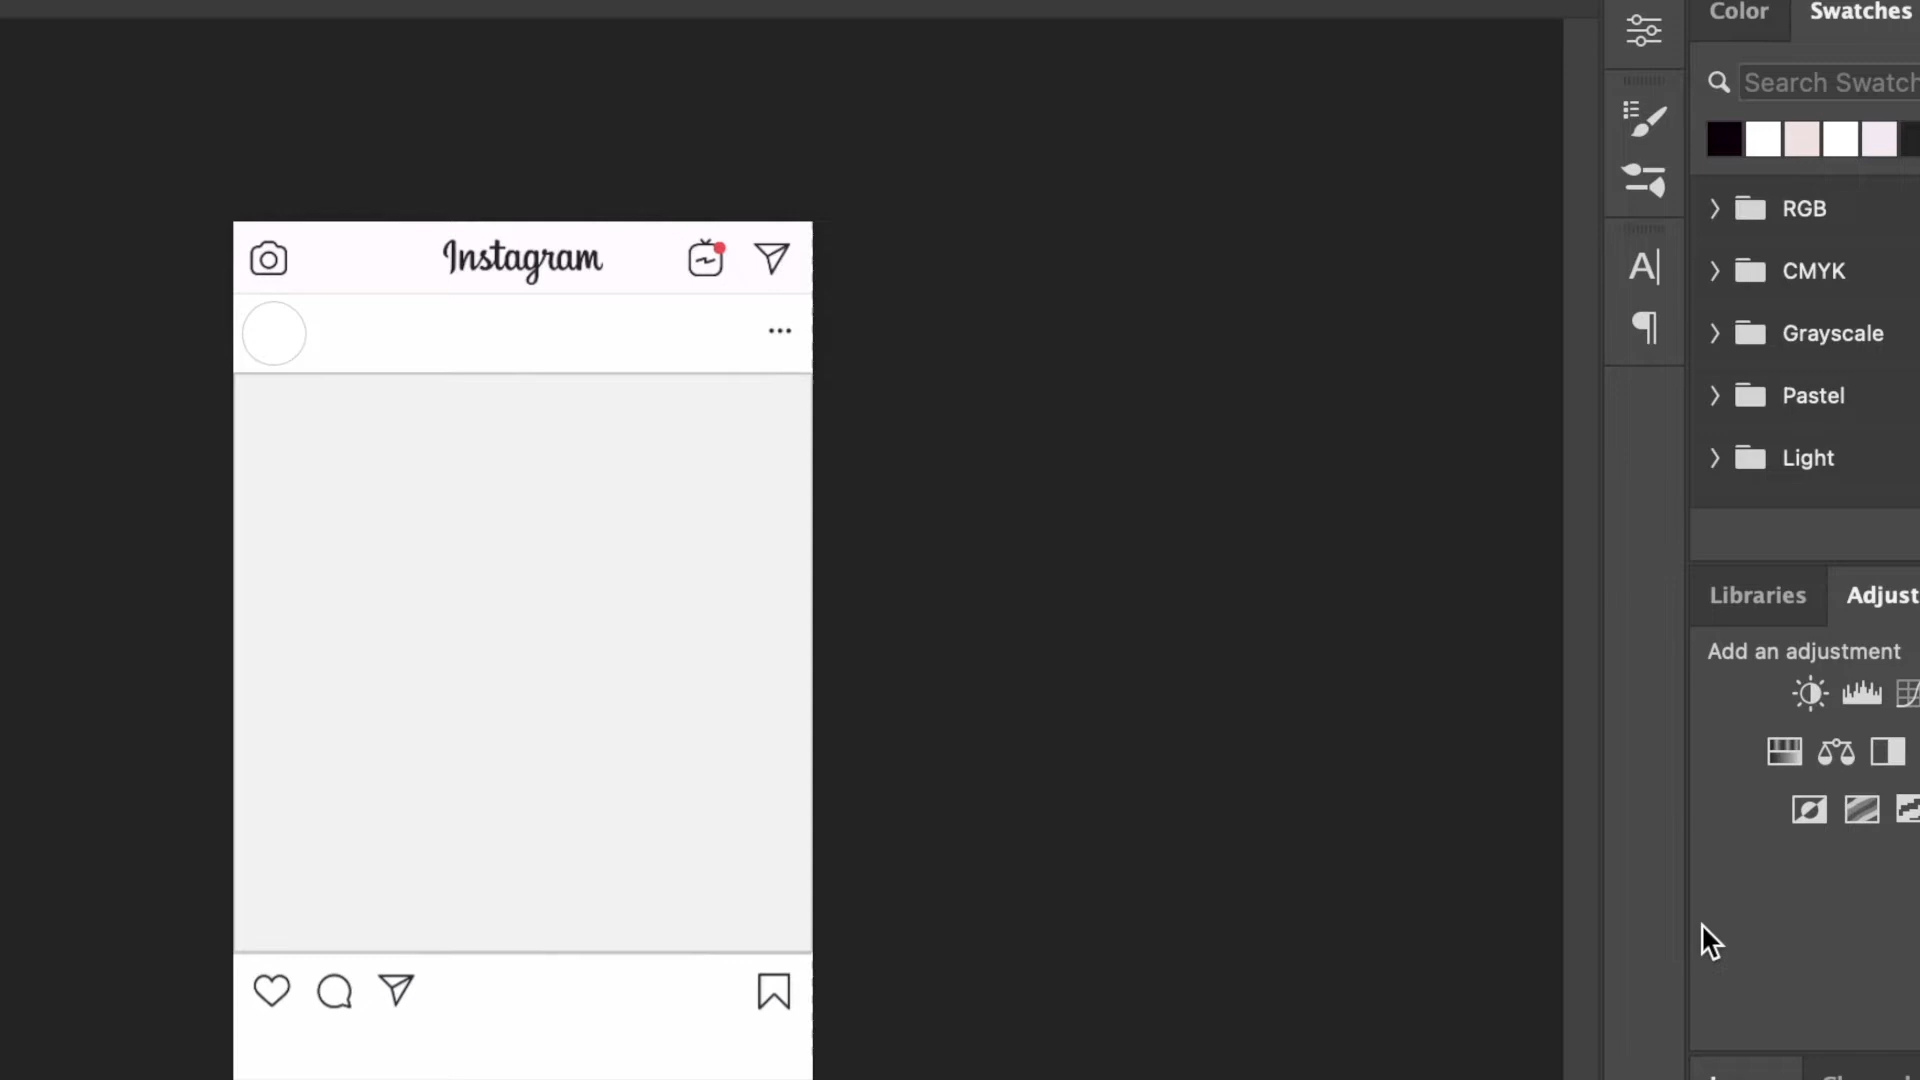 Color Swatches
Search Swatch
RGB
CMYK
Grayscale
Pastel
Light
Instagram
A
Libraries Adjust
Add an adjustment